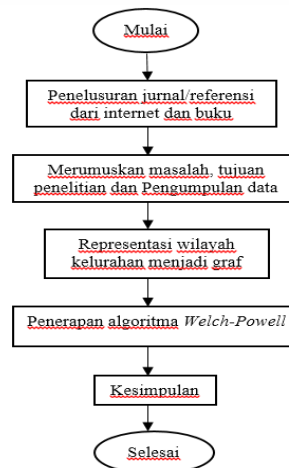 Mulai
Penelusuran jurnal/referensi
dari internet dan buku
Merumuskan masalah, tujuan
penelitian dan Pengumpulan data
Representasi wilayah
kelurahan menjadi graf
Penerapan algoritma Welch-Powell
Kesimpulan
Selesai